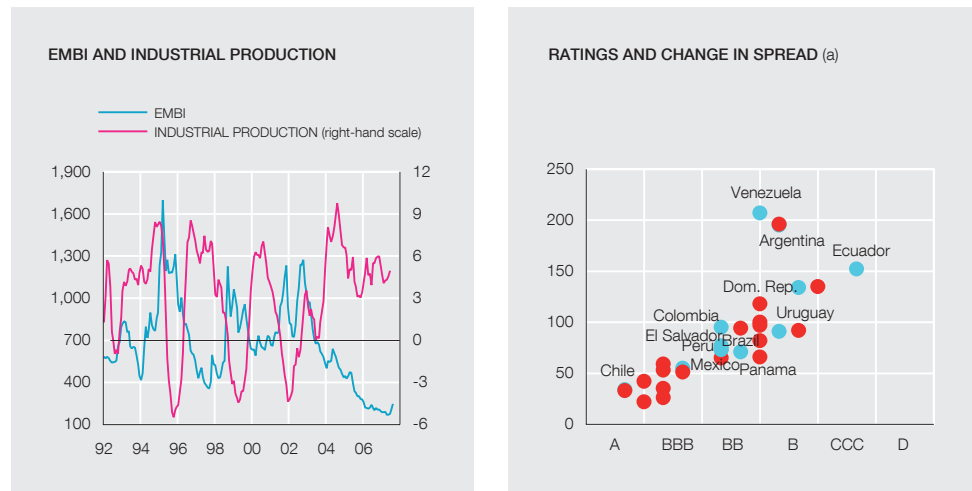 EMBI AND INDUSTRIAL PRODUCTION
EMBI
INDUSTRIAL PRODUCTION (right-hand scale)
1,900
1,600
1,300
1,000
700
400
100
12
9
6
3
0
-3
-6
92 94 96 98 00 02 04 06
RATINGS AND CHANGE IN SPREAD (a)
250
200
150
100
50
0
Venezuela
Argentina
Ecuador
Dom. Rep.
Colombia
Uruguay
El Salvador
Peru
Brazil
Mexico
Panama
Chile
A BBB BB B CCC D